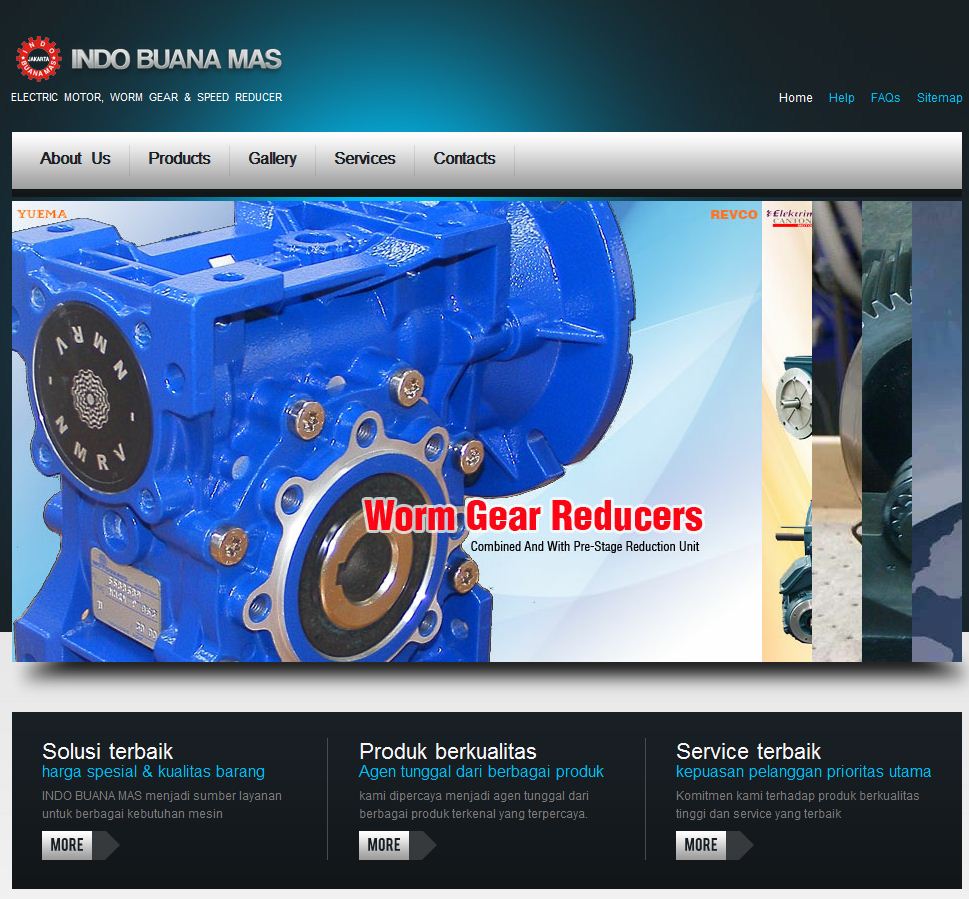 INDO BUANA MAS
JAKARTA
INDO BUANA MAS
ELECTRIC MOTOR, WORM GEAR & SPEED REDUCER
Home Help FAQs Sitemap
About Us Products Gallery Services Contacts
YUEMA
REVCO
Elektrim
CANTON
MOTOR
NMRV - NMRV -
Worm Gear Reducers
Combined And With Pre-Stage Reduction Unit
Solusi terbaik
harga spesial & kualitas barang
INDO BUANA MAS menjadi sumber layanan
untuk berbagai kebutuhan mesin
MORE
Produk berkualitas
Agen tunggal dari berbagai produk
kami dipercaya menjadi agen tunggal dari
berbagai produk terkenal yang terpercaya.
MORE
Service terbaik
kepuasan pelanggan prioritas utama
Komitmen kami terhadap produk berkualitas
tinggi dan service yang terbaik
MORE